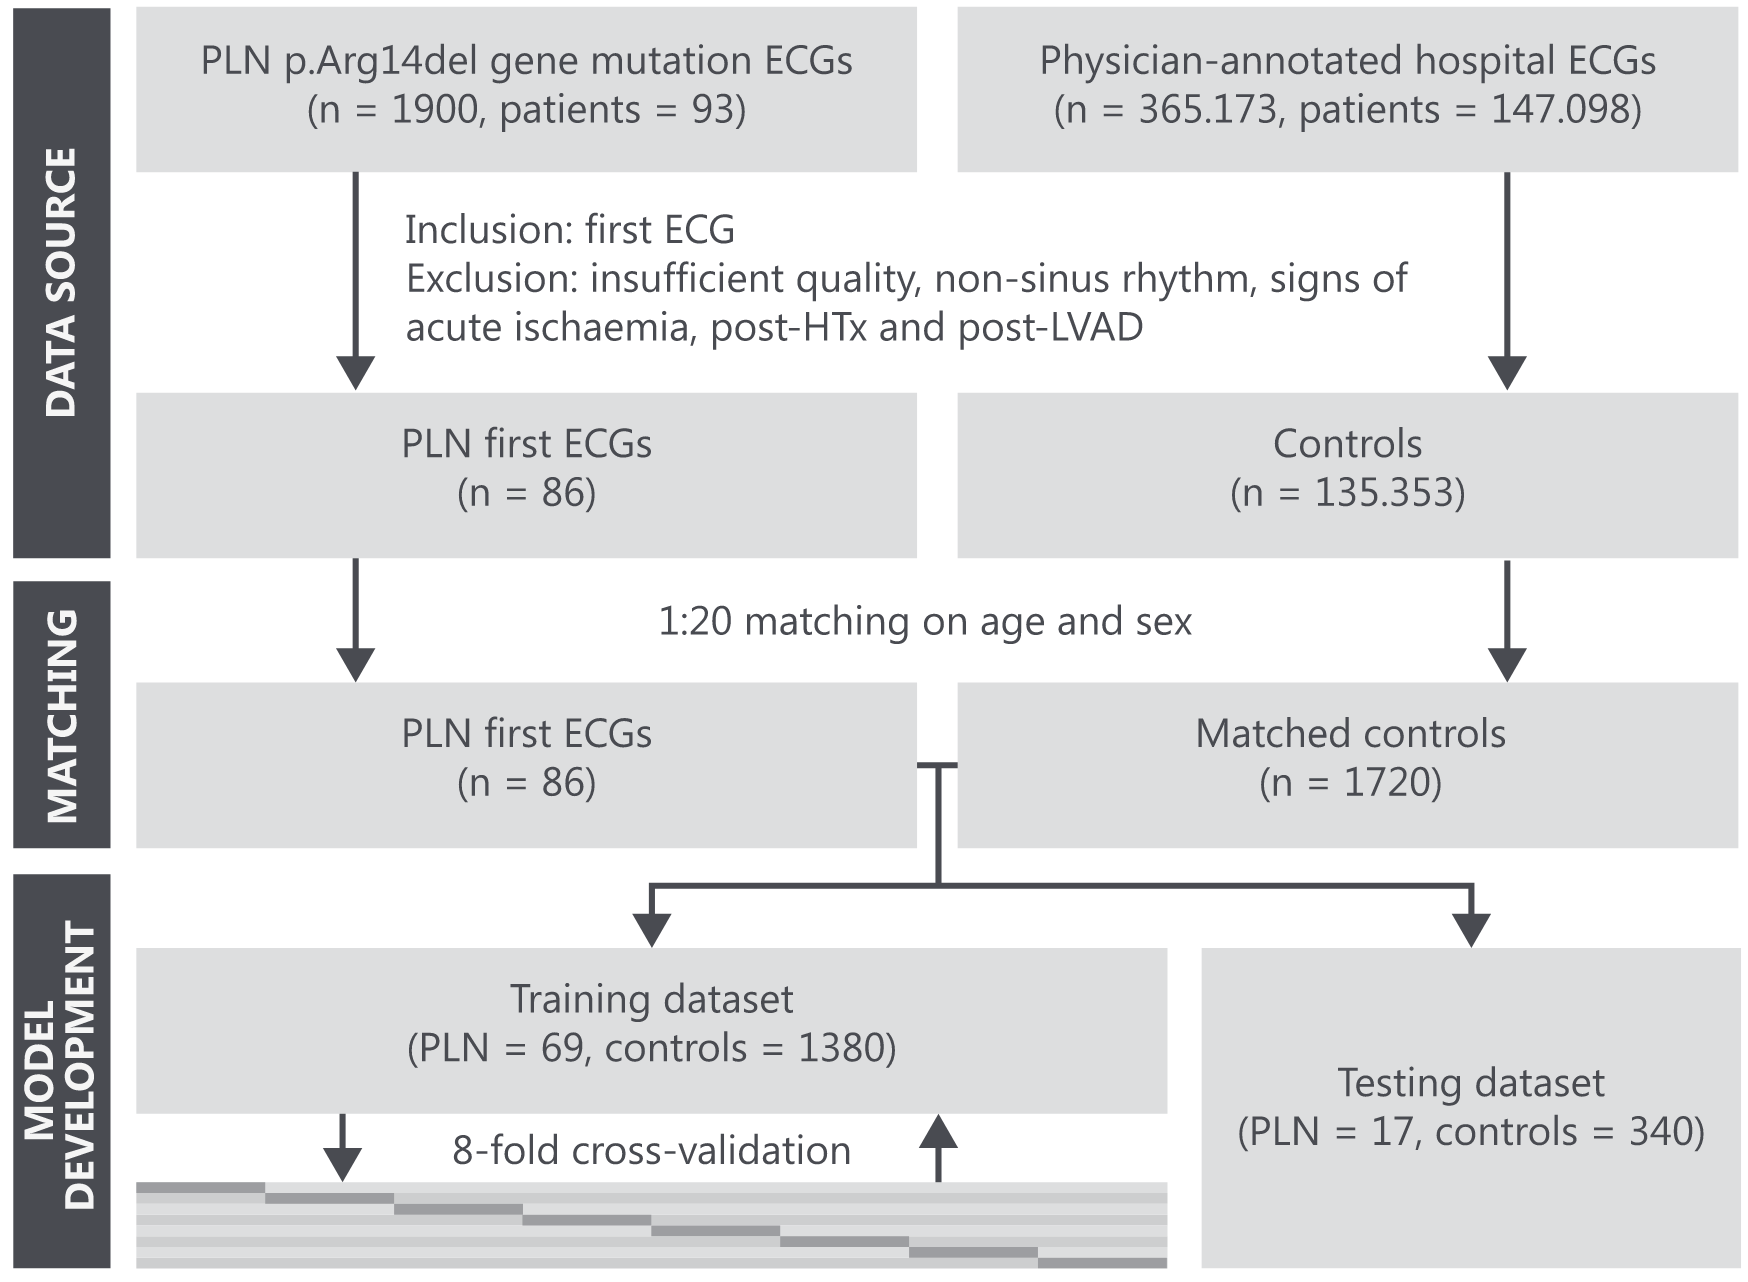 DATA SOURCE
PLN p.Arg14del gene mutation ECGs
(n = 1900, patients = 93)
Physician-annotated hospital ECGs
(n = 365.173, patients = 147.098)
Inclusion: first ECG
Exclusion: insufficient quality, non-sinus rhythm, signs of
acute ischaemia, post-HTx and post-LVAD
PLN first ECGs
(n = 86)
Controls
(n = 135.353)
MATCHING
1:20 matching on age and sex
PLN first ECGs
(n = 86)
Matched controls
(n = 1720)
MODEL
DEVELOPMENT
Training dataset
(PLN = 69, controls = 1380)
8-fold cross-validation
Testing dataset
(PLN = 17, controls = 340)